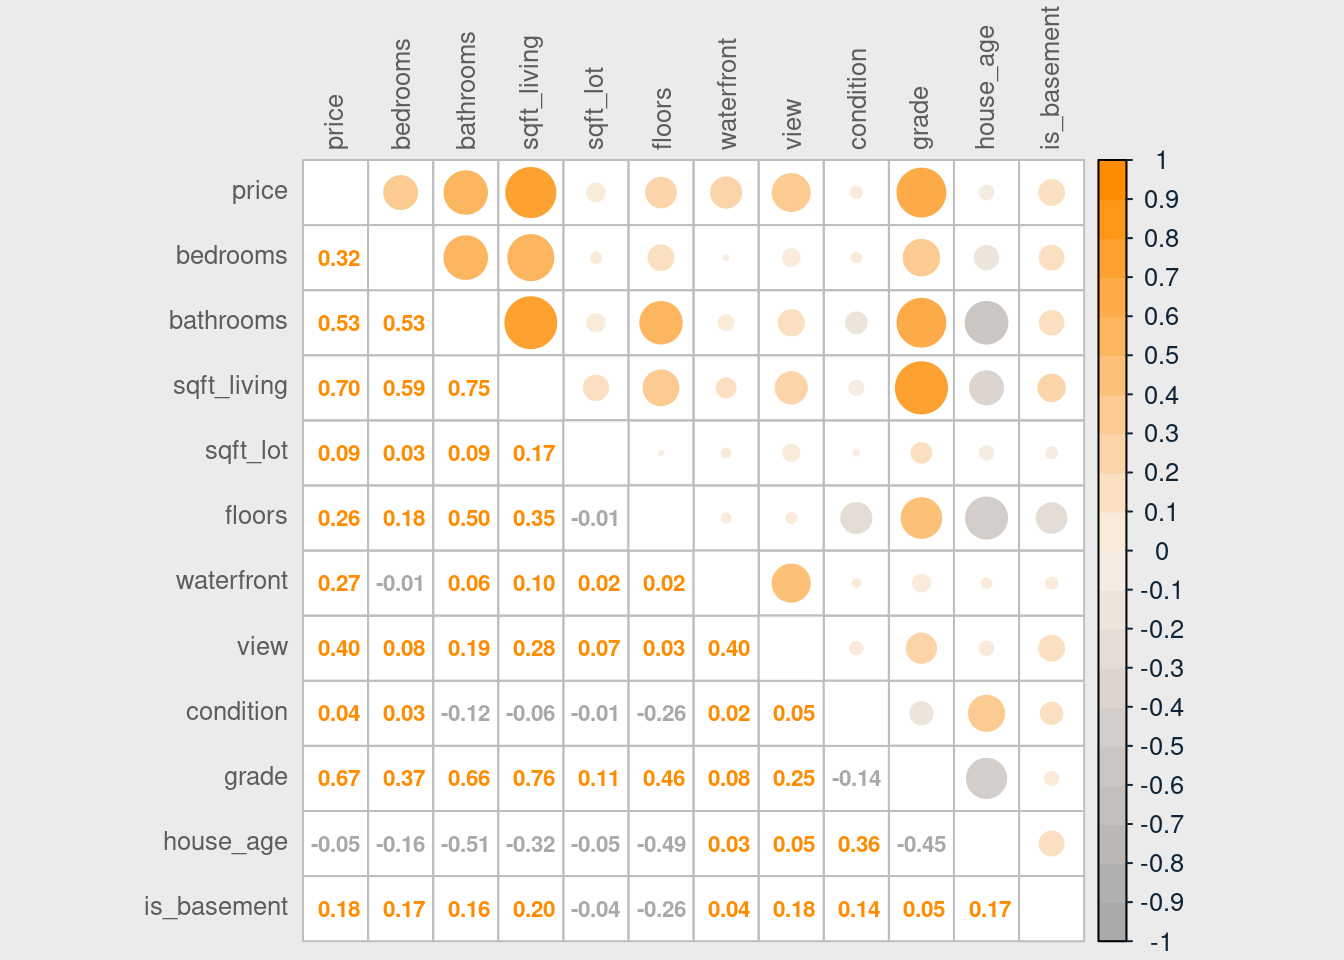 price bedrooms bathrooms sqft_living sqft_lot floors waterfront view condition grade house_age is_basement
price
bedrooms 0.32
bathrooms 0.53 0.53
sqft_living 0.70 0.59 0.75
sqft_lot 0.09 0.03 0.09 0.17
floors 0.26 0.18 0.50 0.35 -0.01
waterfront 0.27 -0.01 0.06 0.10 0.02 0.02
view 0.40 0.08 0.19 0.28 0.07 0.03 0.40
condition 0.04 0.03 -0.12 -0.06 -0.01 -0.26 0.02 0.05
grade 0.67 0.37 0.66 0.76 0.11 0.46 0.08 0.25 -0.14
house_age -0.05 -0.16 -0.51 -0.32 -0.05 -0.49 0.03 0.05 0.36 -0.45
is_basement 0.18 0.17 0.16 0.20 -0.04 -0.26 0.04 0.18 0.14 0.05 0.17
1
0.9
0.8
0.7
0.6
0.5
0.4
0.3
0.2
0.1
0
-0.1
-0.2
-0.3
-0.4
-0.5
-0.6
-0.7
-0.8
-0.9
-1